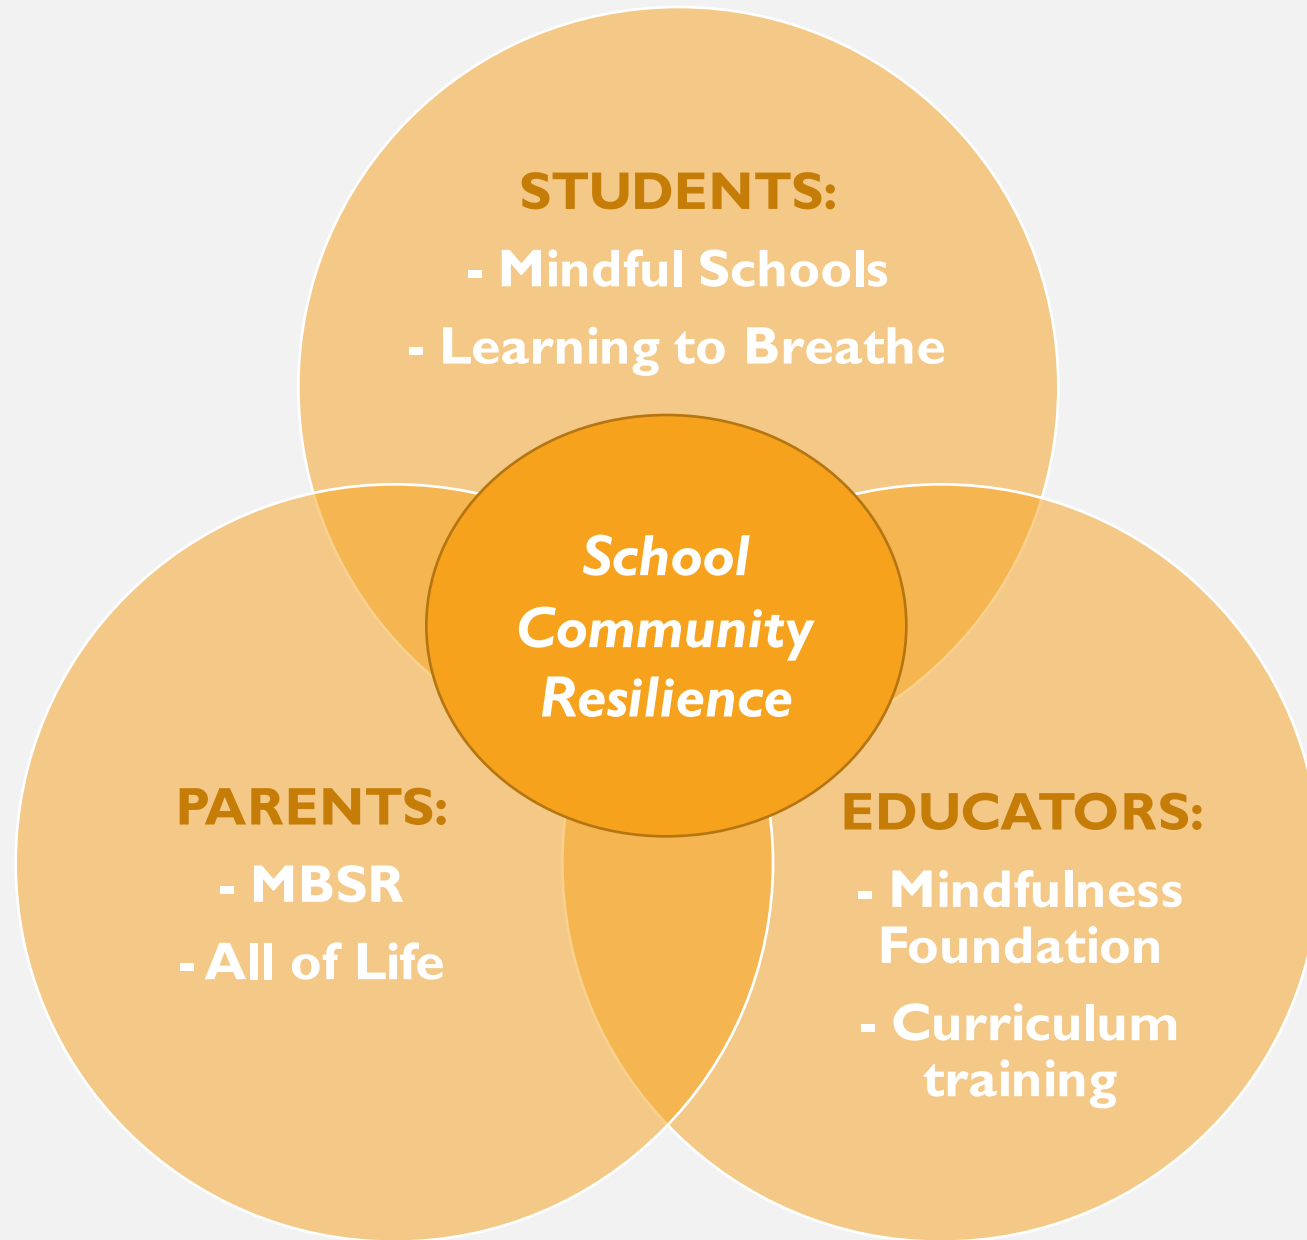 STUDENTS:
- Mindful Schools
- Learning to Breathe
School
Community
Resilience
PARENTS:
- MBSR
- All of Life
EDUCATORS:
- Mindfulness
Foundation
- Curriculum
training